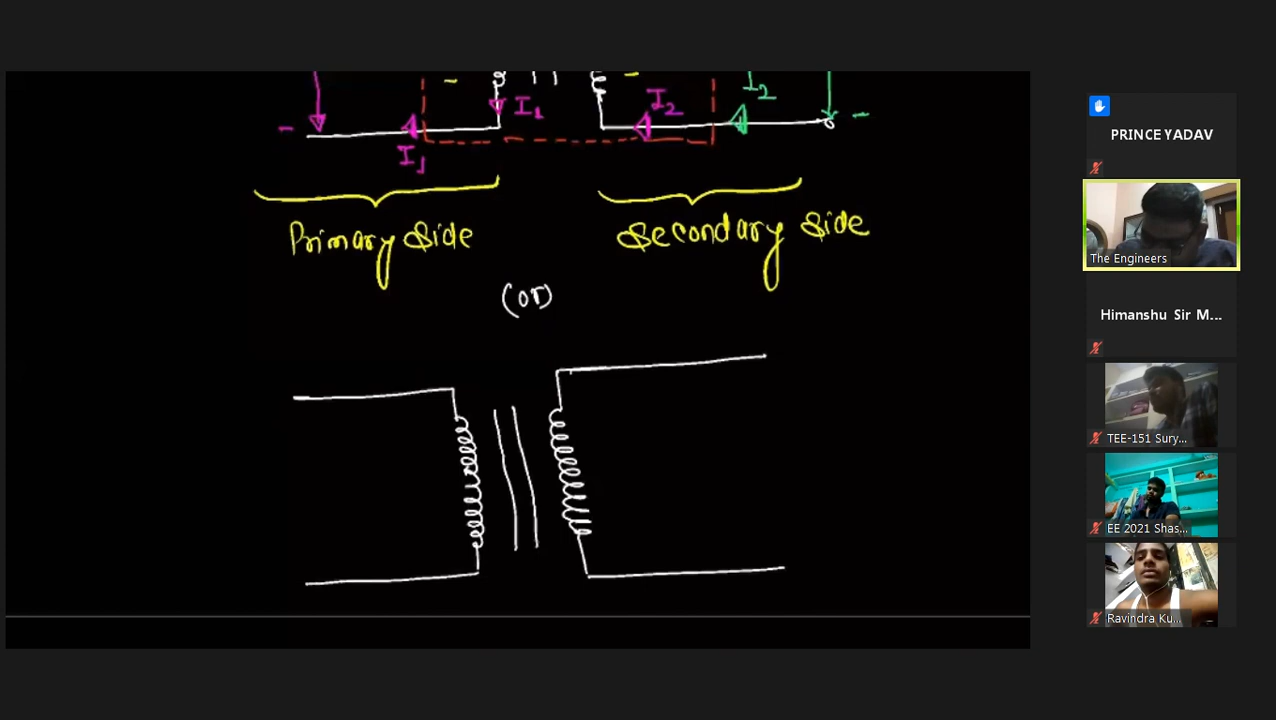 I2
I1
I2
-
-
-
-
I1
Primary Side
Secondary Side
(or)
PRINCE YADAV
The Engineers
Himanshu Sir M...
TEE-151 Sury...
EE 2021 Shas...
Ravindra Ku...